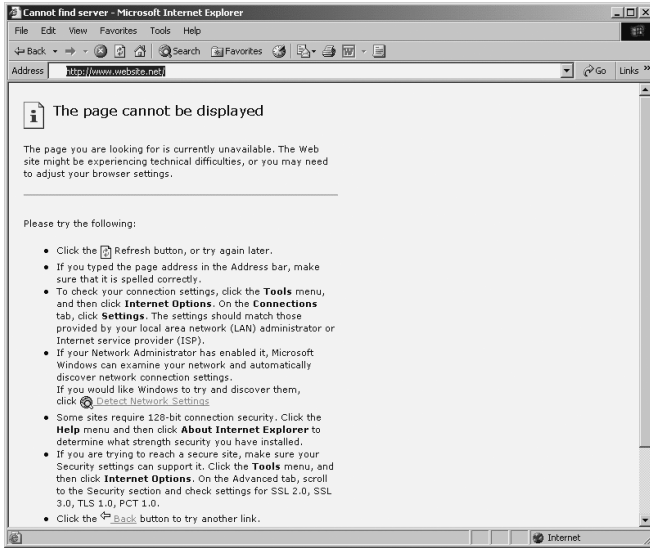 Cannot find server - Microsoft Internet Explorer
File Edit View Favorites Tools Help
Back Search Favorites
Address http://www.website.net/ Go Links »
The page cannot be displayed
The page you are looking for is currently unavailable. The Web
site might be experiencing technical difficulties, or you may need
to adjust your browser settings.
Please try the following:
• Click the Refresh button, or try again later.
• If you typed the page address in the Address bar, make
sure that it is spelled correctly.
• To check your connection settings, click the Tools menu,
and then click Internet Options. On the Connections
tab, click Settings. The settings should match those
provided by your local area network (LAN) administrator or
Internet service provider (ISP).
• If your Network Administrator has enabled it, Microsoft
Windows can examine your network and automatically
discover network connection settings.
If you would like Windows to try and discover them,
click Detect Network Settings
• Some sites require 128-bit connection security. Click the
Help menu and then click About Internet Explorer to
determine what strength security you have installed.
• If you are trying to reach a secure site, make sure your
Security settings can support it. Click the Tools menu, and
then click Internet Options. On the Advanced tab, scroll
to the Security section and check settings for SSL 2.0, SSL
3.0, TLS 1.0, PCT 1.0.
• Click the Back button to try another link.
Internet